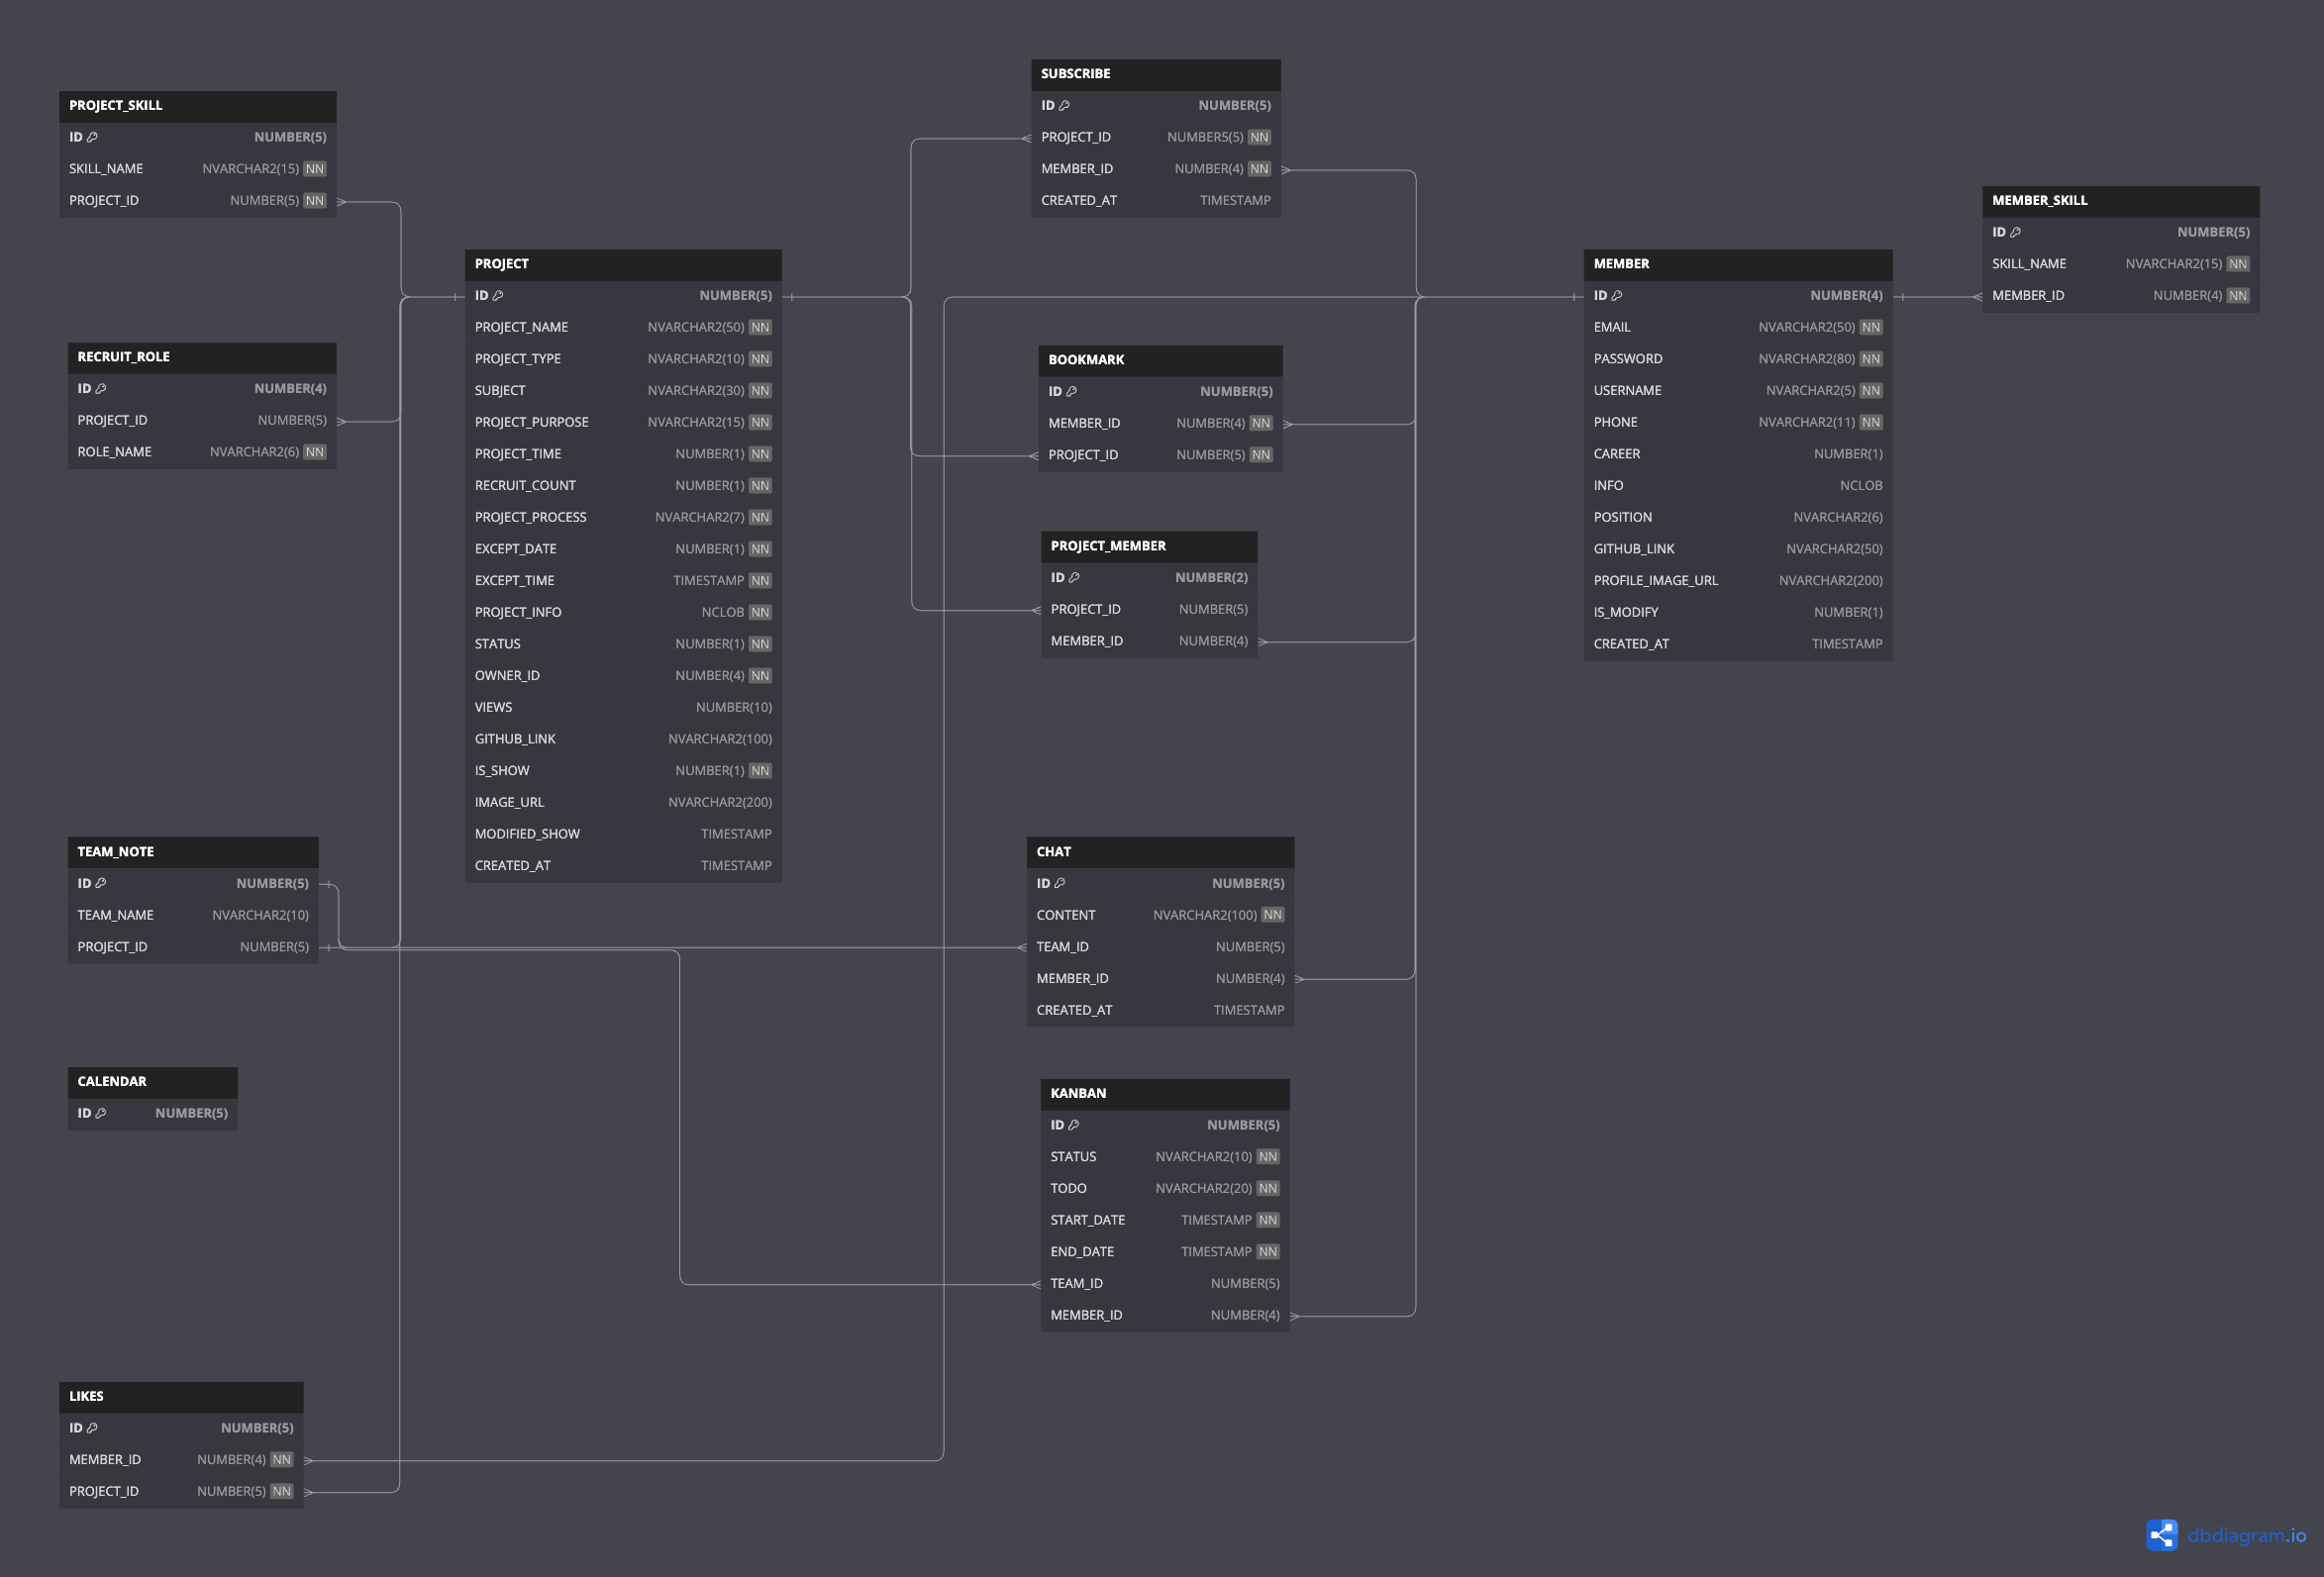 PROJECT_SKILL
ID NUMBER(5)
SKILL_NAME NVARCHAR2(15) NN
PROJECT_ID NUMBER(5) NN
RECRUIT_ROLE
ID NUMBER(4)
PROJECT_ID NUMBER(5)
ROLE_NAME NVARCHAR2(6) NN
TEAM_NOTE
ID NUMBER(5)
TEAM_NAME NVARCHAR2(10)
PROJECT_ID NUMBER(5)
CALENDAR
ID NUMBER(5)
LIKES
ID NUMBER(5)
MEMBER_ID NUMBER(4) NN
PROJECT_ID NUMBER(5) NN
PROJECT
ID NUMBER(5)
PROJECT_NAME NVARCHAR2(50) NN
PROJECT_TYPE NVARCHAR2(10) NN
SUBJECT NVARCHAR2(30) NN
PROJECT_PURPOSE NVARCHAR2(15) NN
PROJECT_TIME NUMBER(1) NN
RECRUIT_COUNT NUMBER(1) NN
PROJECT_PROCESS NVARCHAR2(7) NN
EXCEPT_DATE NUMBER(1) NN
EXCEPT_TIME TIMESTAMP NN
PROJECT_INFO NCLOB NN
STATUS NUMBER(1) NN
OWNER_ID NUMBER(4) NN
VIEWS NUMBER(10)
GITHUB_LINK NVARCHAR2(100)
IS_SHOW NUMBER(1) NN
IMAGE_URL NVARCHAR2(200)
MODIFIED_SHOW TIMESTAMP
CREATED_AT TIMESTAMP
SUBSCRIBE
ID NUMBER(5)
PROJECT_ID NUMBER5(5) NN
MEMBER_ID NUMBER(4) NN
CREATED_AT TIMESTAMP
BOOKMARK
ID NUMBER(5)
MEMBER_ID NUMBER(4) NN
PROJECT_ID NUMBER(5) NN
PROJECT_MEMBER
ID NUMBER(2)
PROJECT_ID NUMBER(5)
MEMBER_ID NUMBER(4)
CHAT
ID NUMBER(5)
CONTENT NVARCHAR2(100) NN
TEAM_ID NUMBER(5)
MEMBER_ID NUMBER(4)
CREATED_AT TIMESTAMP
KANBAN
ID NUMBER(5)
STATUS NVARCHAR2(10) NN
TODO NVARCHAR2(20) NN
START_DATE TIMESTAMP NN
END_DATE TIMESTAMP NN
TEAM_ID NUMBER(5)
MEMBER_ID NUMBER(4)
MEMBER
ID NUMBER(4)
EMAIL NVARCHAR2(50) NN
PASSWORD NVARCHAR2(80) NN
USERNAME NVARCHAR2(5) NN
PHONE NVARCHAR2(11) NN
CAREER NUMBER(1)
INFO NCLOB
POSITION NVARCHAR2(6)
GITHUB_LINK NVARCHAR2(50)
PROFILE_IMAGE_URL NVARCHAR2(200)
IS_MODIFY NUMBER(1)
CREATED_AT TIMESTAMP
MEMBER_SKILL
ID NUMBER(5)
SKILL_NAME NVARCHAR2(15) NN
MEMBER_ID NUMBER(4) NN
dbdiagram.io